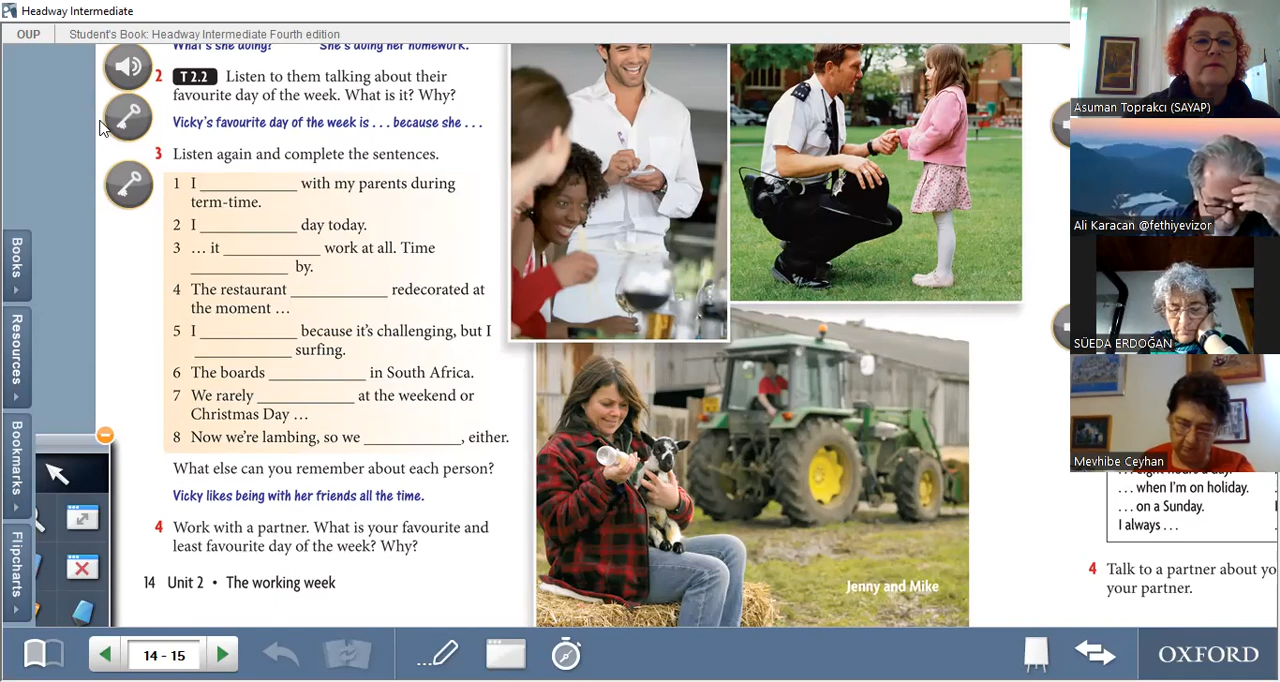 Headway Intermediate
OUP
Student's Book: Headway Intermediate Fourth edition
What's she doing? She's doing her homework.
2 T 2.2 Listen to them talking about their
favourite day of the week. What is it? Why?
Vicky's favourite day of the week is . . . because she . . .
3 Listen again and complete the sentences.
1 I ____________ with my parents during
term-time.
2 I ____________ day today.
3 … it ____________ work at all. Time
____________ by.
4 The restaurant ____________ redecorated at
the moment …
5 I ____________ because it's challenging, but I
____________ surfing.
6 The boards ____________ in South Africa.
7 We rarely ____________ at the weekend or
Christmas Day …
8 Now we're lambing, so we ____________, either.
What else can you remember about each person?
Vicky likes being with her friends all the time.
4 Work with a partner. What is your favourite and
least favourite day of the week? Why?
14 Unit 2 • The working week
Jenny and Mike
Books
Resources
Bookmarks
Flipcharts
Asuman Toprakcı (SAYAP)
Ali Karacan @fethiyevizor
SÜEDA ERDOĞAN
Mevhibe Ceyhan
. . . eight hours a day.
. . . when I'm on holiday.
. . . on a Sunday.
I always . . .
4 Talk to a partner about yo
your partner.
14 - 15
OXFORD